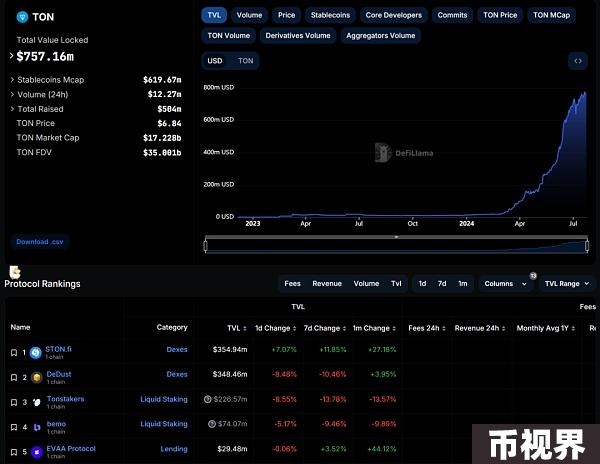 TON
Total Value Locked
$757.16m
Stablecoins Mcap $619.67m
Volume (24h) $12.27m
Total Raised $504m
TON Price $6.84
TON Market Cap $17.228b
TON FDV $35.001b
Download .csv
TVL Volume Price Stablecoins Core Developers Commits TON Price TON MCap
TON Volume Derivatives Volume Aggregators Volume
USD TON
800m USD
600m USD
400m USD
200m USD
0 USD
DefiLlama
2023 Apr Jul Oct 2024 Apr Jul
Protocol Rankings
Fees Revenue Volume Tvl 1d 7d 1m Columns 13 TVL Range
TVL Fees
Name Category TVL 1d Change 7d Change 1m Change Fees 24h Revenue 24h Monthly Avg 1Y
1 STON.fi Dexes $354.94m +7.07% +11.85% +27.18%
1 chain
2 DeDust Dexes $348.46m -8.48% -10.46% +3.95%
1 chain
3 Tonstakers Liquid Staking $226.57m -8.55% -13.78% -13.57%
1 chain
4 bemo Liquid Staking $74.07m -5.17% -9.46% -9.89%
1 chain
5 EVAA Protocol Lending $29.48m -0.06% +3.52% +44.12%
1 chain
币视界